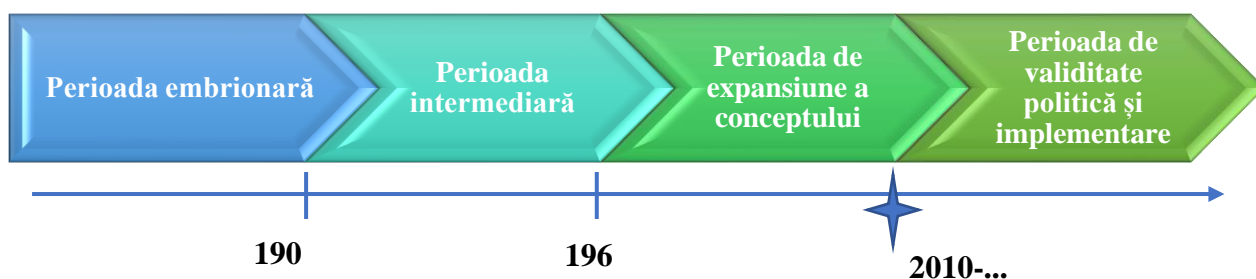 Perioada embrionară
Perioada
intermediară
Perioada de
expansiune a
conceptului
Perioada de
validitate
politică și
implementare
190
196
2010-...